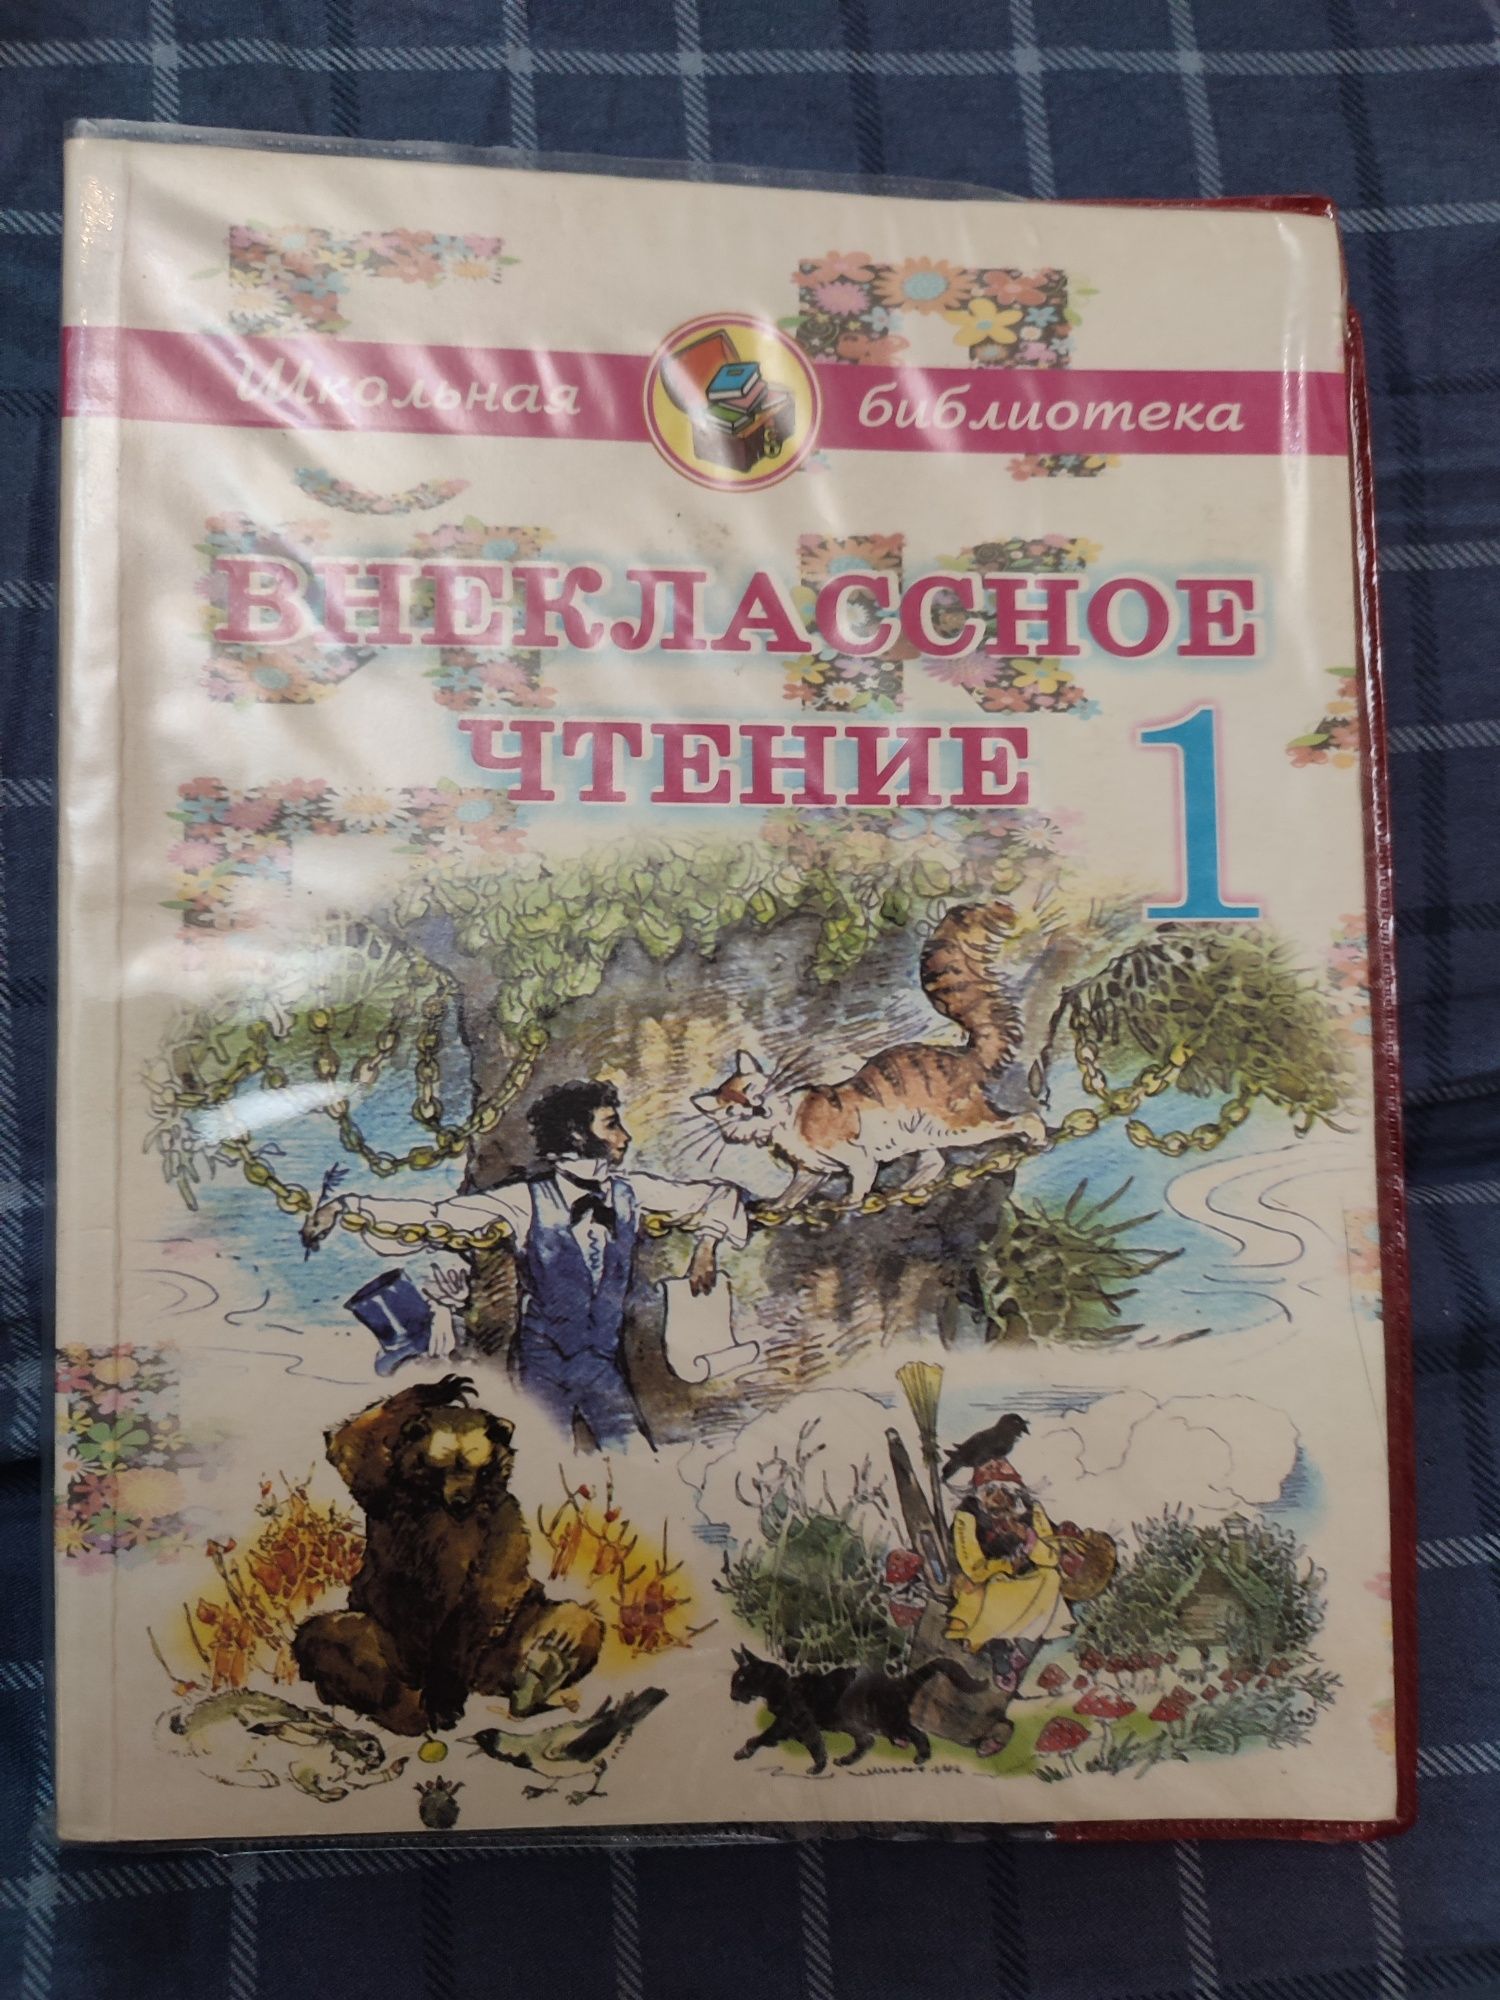 Школьная библиотека
ВНЕКЛАССНОЕ
ЧТЕНИЕ 1